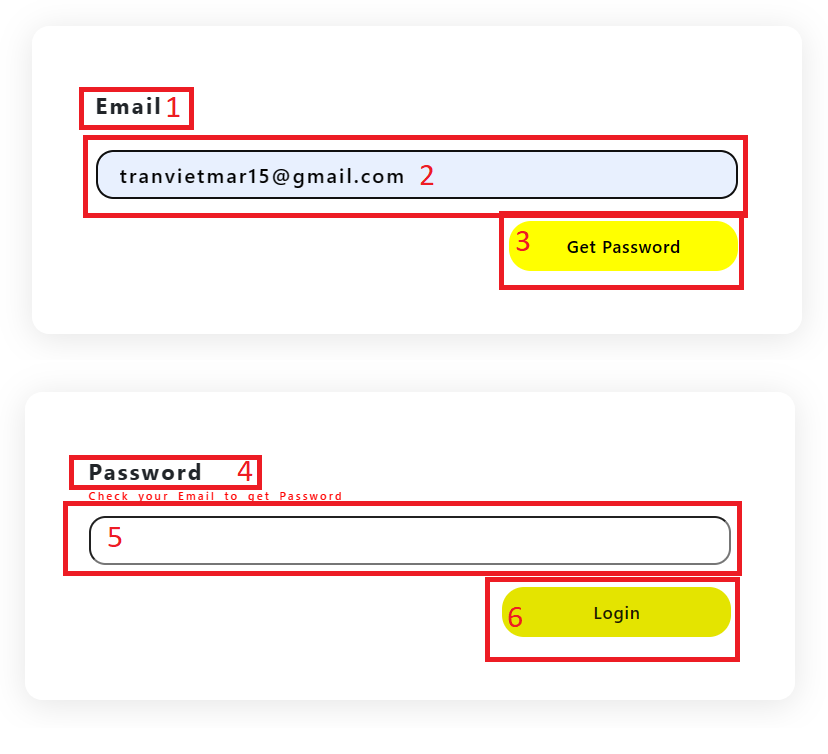 Email 1
tranvietmar15@gmail.com 2
3 Get Password
Password 4
Check your Email to get Password
5
6 Login